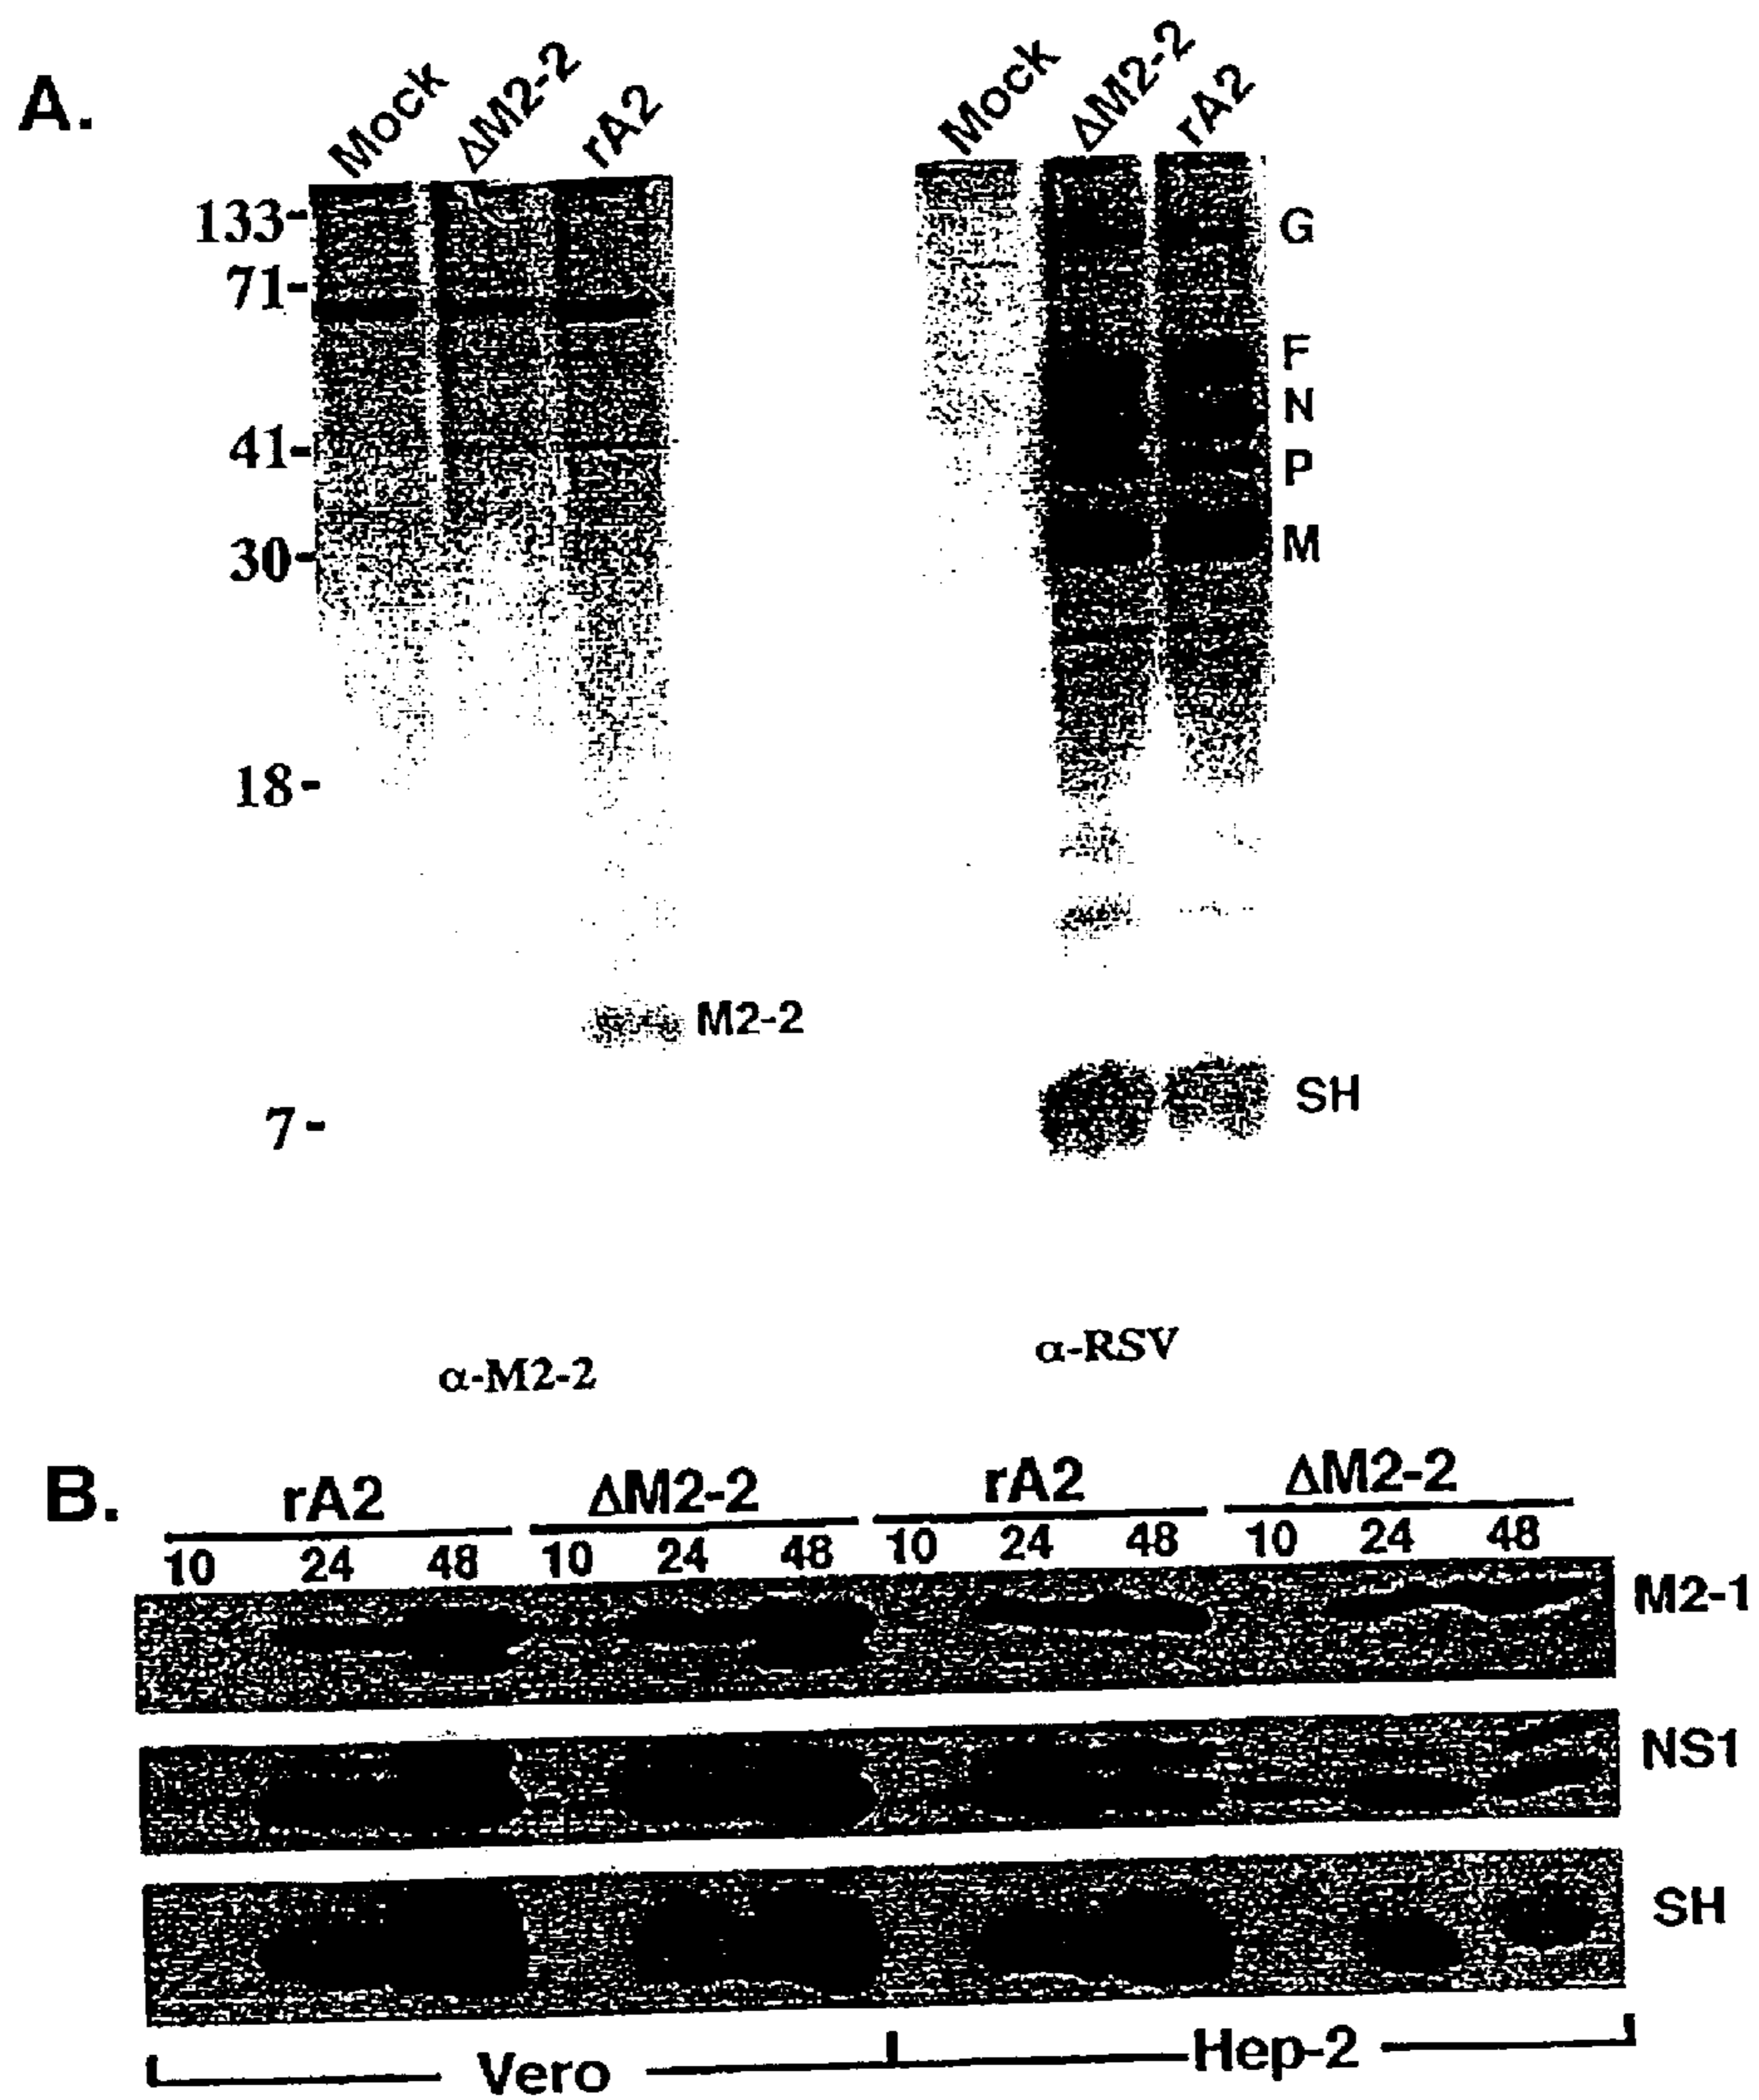 A.
Mock ΔM2-2 rA2
Mock ΔM2-2 rA2
133-
71-
41-
30-
18-
7-
G
F
N
P
M
M2-2
SH
α-M2-2
α-RSV
B.
rA2 ΔM2-2 rA2 ΔM2-2
10 24 48 10 24 48 10 24 48 10 24 48
M2-1
NS1
SH
Vero Hep-2